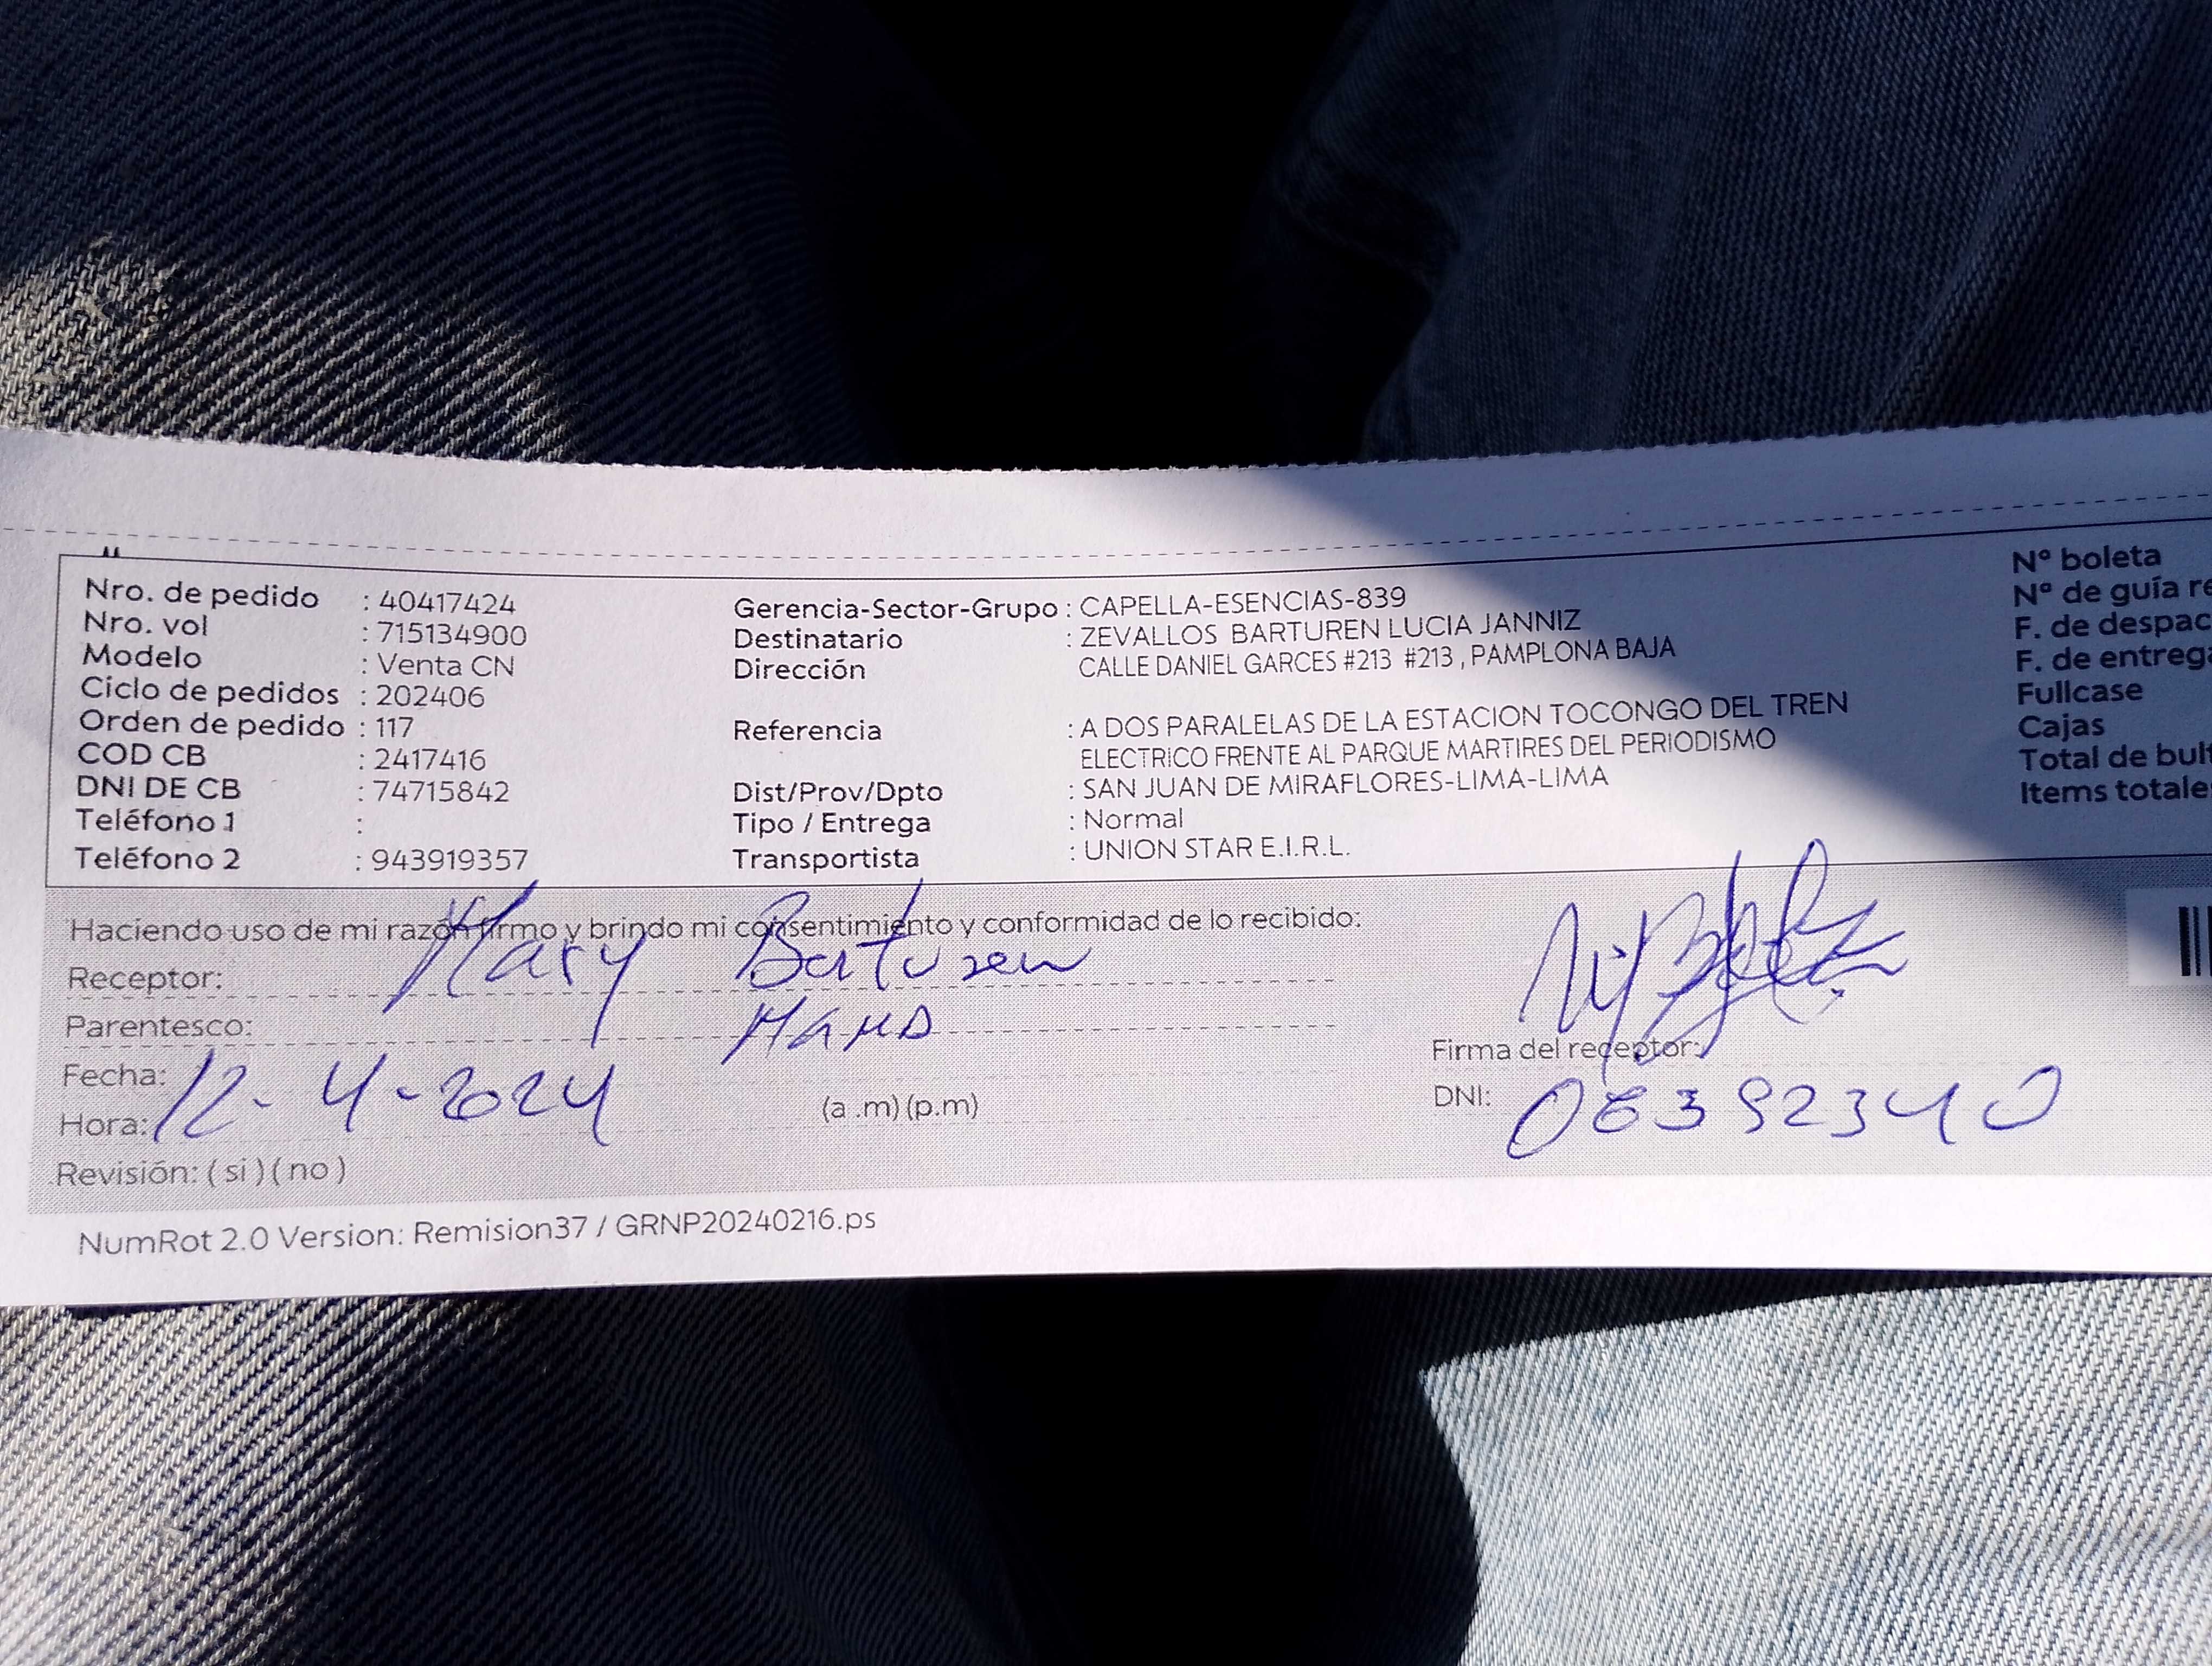 Nro. de pedido : 40417424
Nro. vol : 715134900
Modelo : Venta CN
Ciclo de pedidos : 202406
Orden de pedido : 117
COD CB : 2417416
DNI DE CB : 74715842
Teléfono 1 :
Teléfono 2 : 943919357
Gerencia-Sector-Grupo : CAPELLA-ESENCIAS-839
Destinatario : ZEVALLOS BARTUREN LUCIA JANNIZ
Dirección CALLE DANIEL GARCES #213 #213 , PAMPLONA BAJA
Referencia : A DOS PARALELAS DE LA ESTACION TOCONGO DEL TREN
ELECTRICO FRENTE AL PARQUE MARTIRES DEL PERIODISMO
Dist/Prov/Dpto : SAN JUAN DE MIRAFLORES-LIMA-LIMA
Tipo / Entrega : Normal
Transportista : UNION STAR E.I.R.L.
Nº boleta
Nº de guía re
F. de despac
F. de entrega
Fullcase
Cajas
Total de bult
Items totale
Haciendo uso de mi razón firmo y brindo mi consentimiento y conformidad de lo recibido:
Receptor: Mary Barturen
Parentesco: Mamá
Fecha: 12-4-2024
Hora: (a .m) (p.m)
Revisión: ( si ) ( no )
Firma del receptor:
DNI:
NumRot 2.0 Version: Remision37 / GRNP20240216.ps